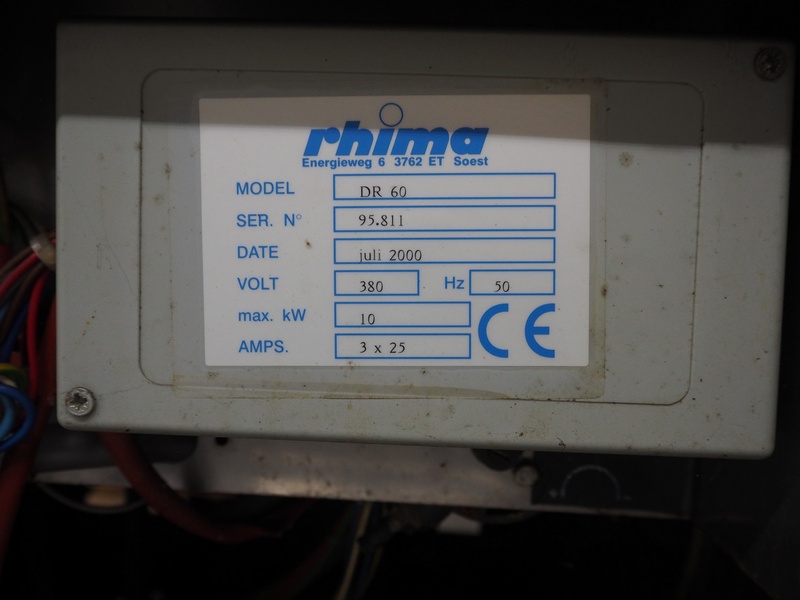 rhima
Energieweg 6 3762 ET Soest
MODEL DR 60
SER. N° 95.811
DATE juli 2000
VOLT 380 Hz 50
max. kW 10
AMPS. 3 x 25
CE